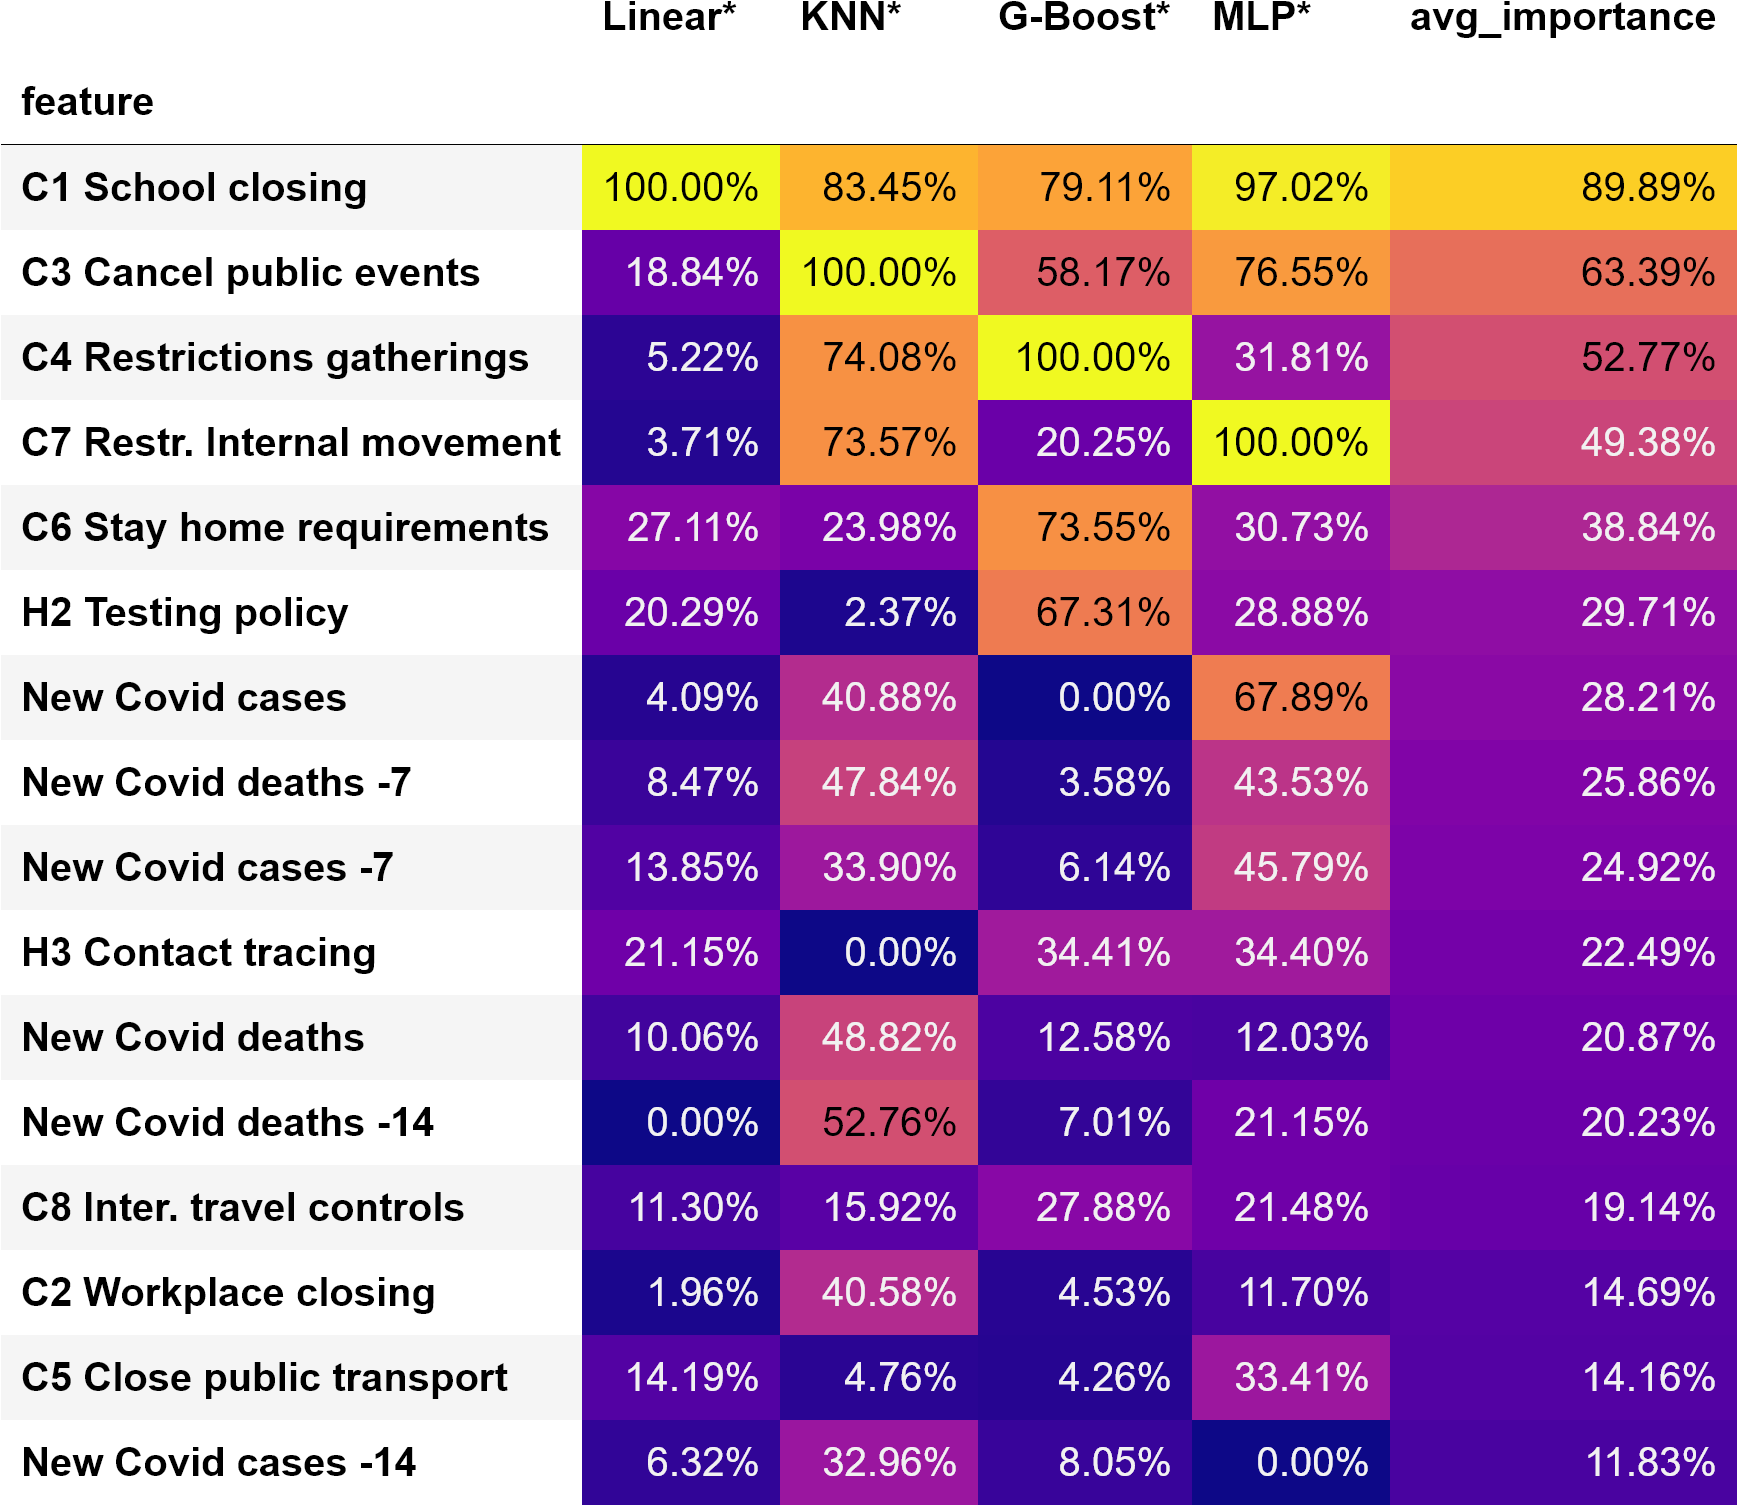 Linear* KNN* G-Boost* MLP* avg_importance
feature
C1 School closing 100.00% 83.45% 79.11% 97.02% 89.89%
C3 Cancel public events 18.84% 100.00% 58.17% 76.55% 63.39%
C4 Restrictions gatherings 5.22% 74.08% 100.00% 31.81% 52.77%
C7 Restr. Internal movement 3.71% 73.57% 20.25% 100.00% 49.38%
C6 Stay home requirements 27.11% 23.98% 73.55% 30.73% 38.84%
H2 Testing policy 20.29% 2.37% 67.31% 28.88% 29.71%
New Covid cases 4.09% 40.88% 0.00% 67.89% 28.21%
New Covid deaths -7 8.47% 47.84% 3.58% 43.53% 25.86%
New Covid cases -7 13.85% 33.90% 6.14% 45.79% 24.92%
H3 Contact tracing 21.15% 0.00% 34.41% 34.40% 22.49%
New Covid deaths 10.06% 48.82% 12.58% 12.03% 20.87%
New Covid deaths -14 0.00% 52.76% 7.01% 21.15% 20.23%
C8 Inter. travel controls 11.30% 15.92% 27.88% 21.48% 19.14%
C2 Workplace closing 1.96% 40.58% 4.53% 11.70% 14.69%
C5 Close public transport 14.19% 4.76% 4.26% 33.41% 14.16%
New Covid cases -14 6.32% 32.96% 8.05% 0.00% 11.83%